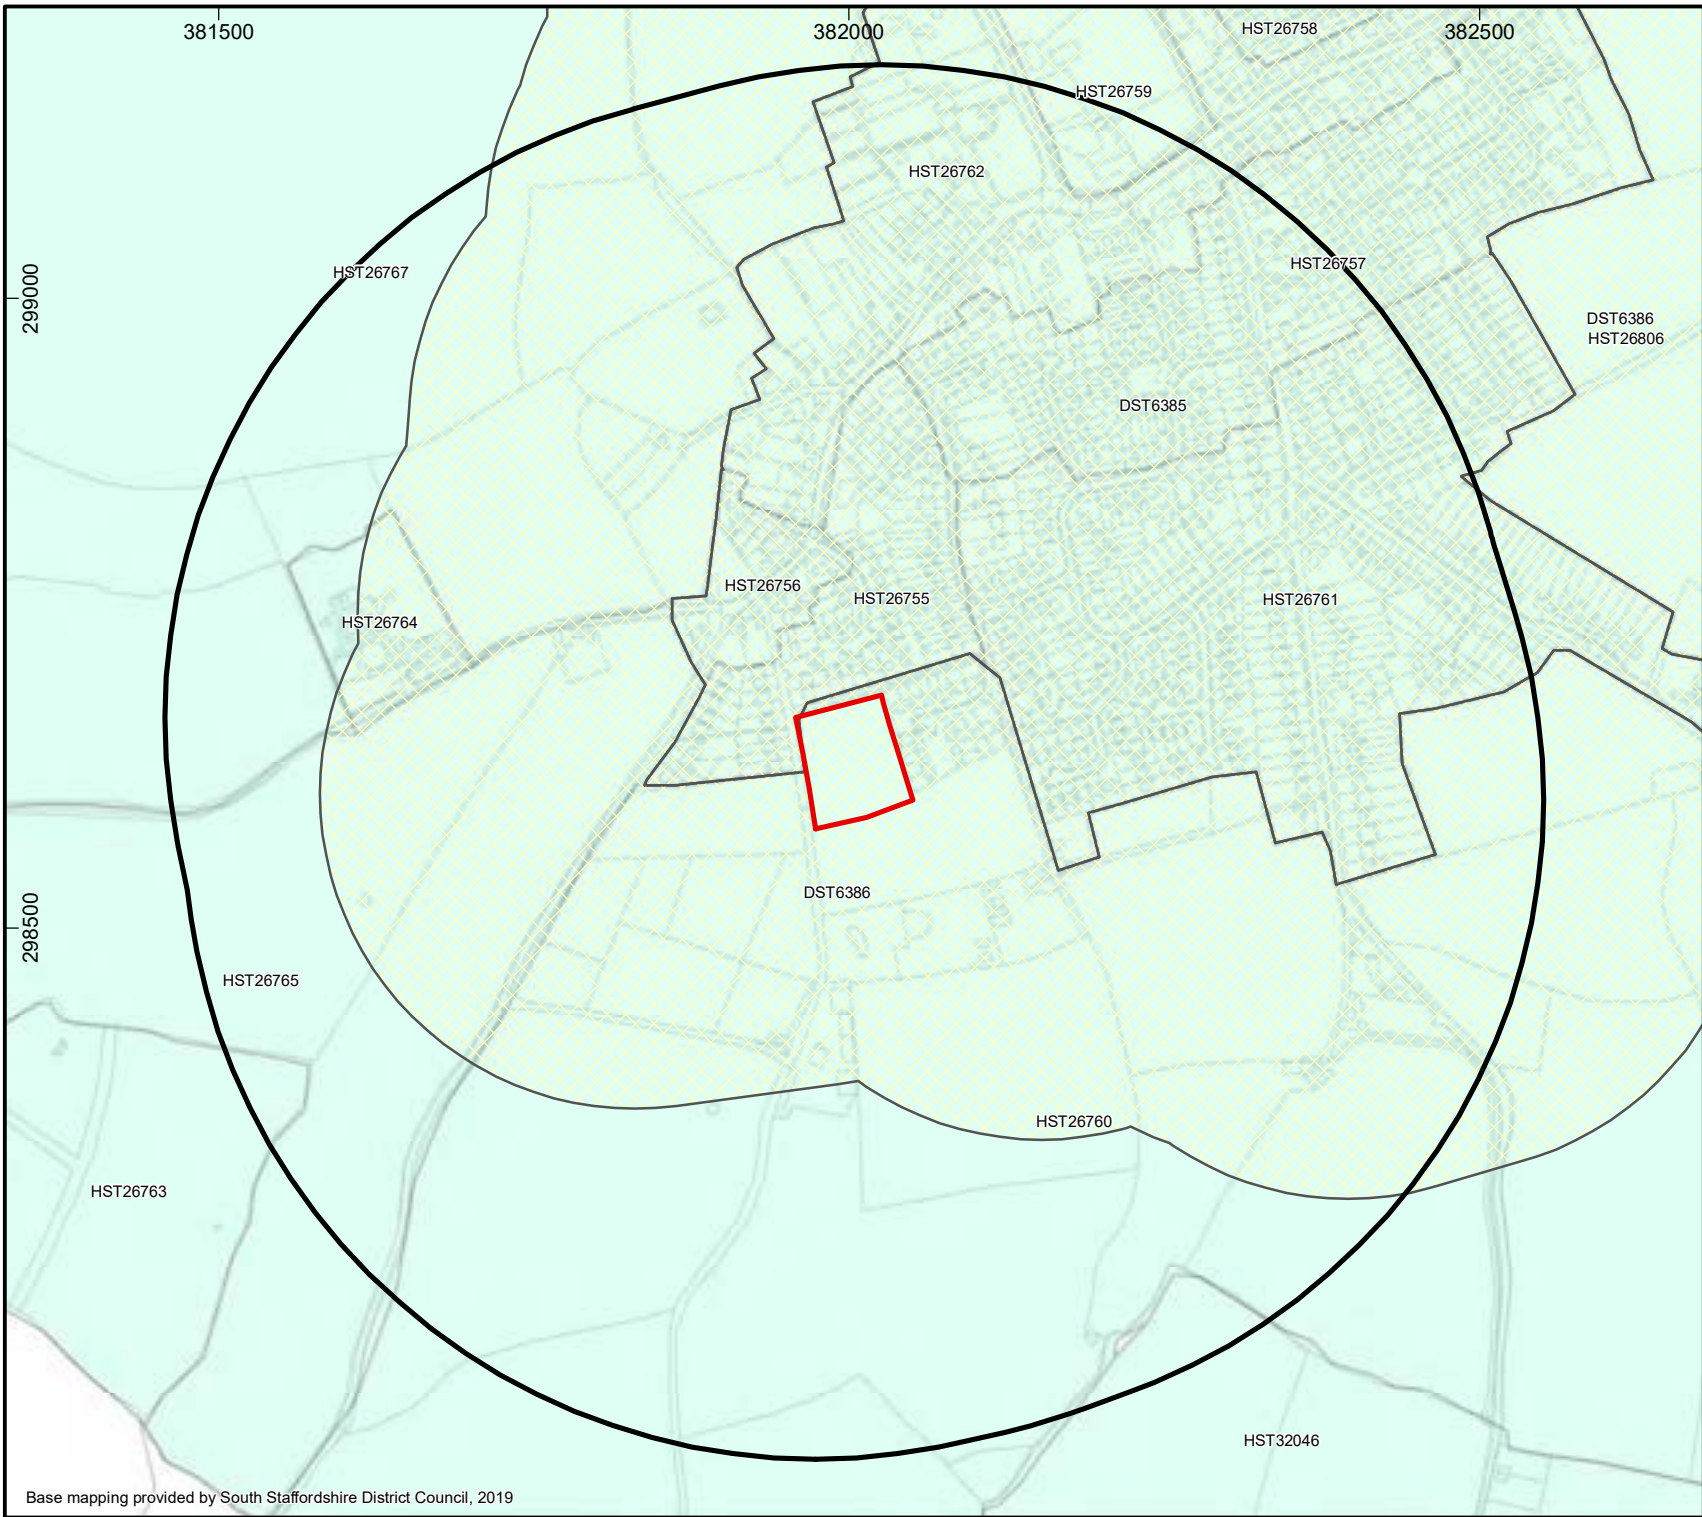 381500
382000
382500
HST26758
HST26759
HST26762
HST26757
HST26767
299000
DST6386
HST26806
DST6385
HST26756
HST26755
HST26761
HST26764
DST6386
298500
HST26765
HST26760
HST26763
HST32046
Base mapping provided by South Staffordshire District Council, 2019